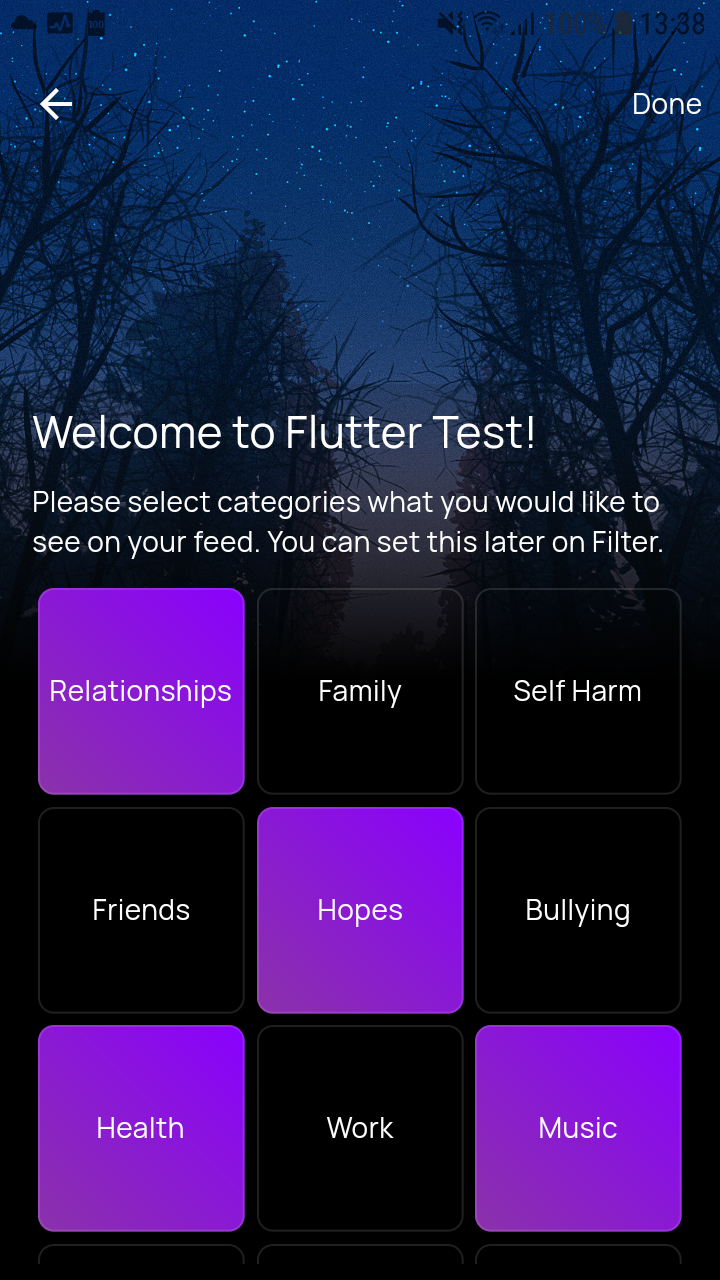 100 100% 13:38
Done
Welcome to Flutter Test!
Please select categories what you would like to
see on your feed. You can set this later on Filter.
Relationships Family Self Harm
Friends Hopes Bullying
Health Work Music